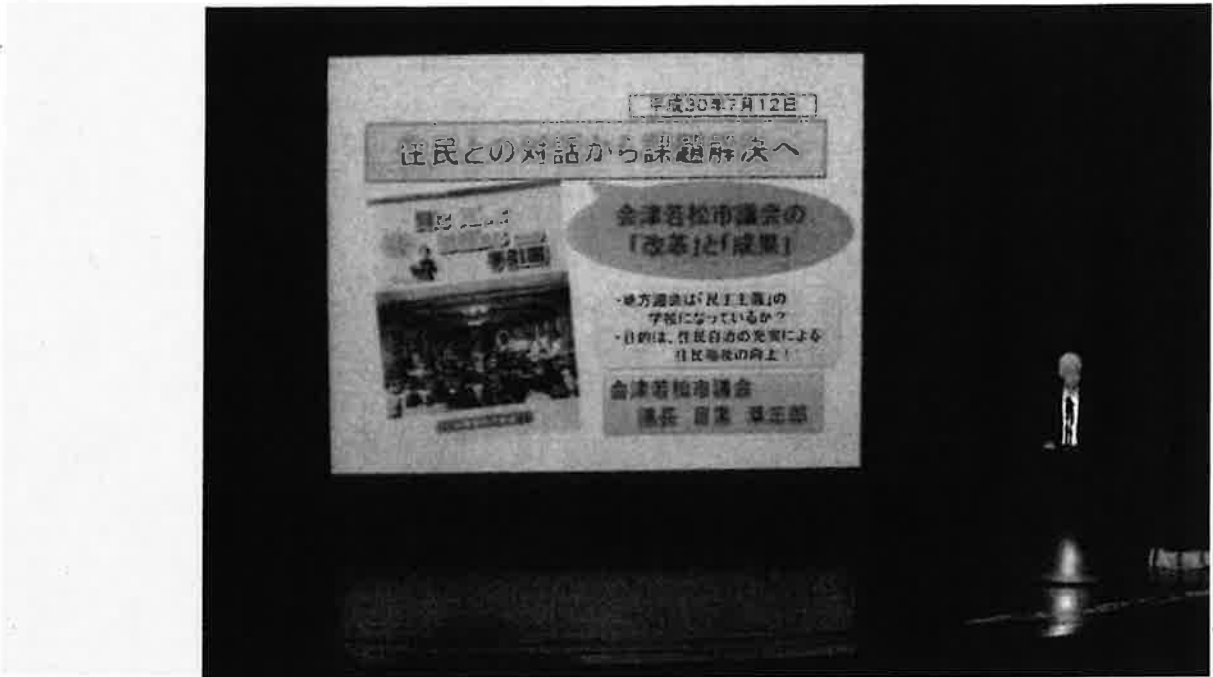 平成30年7月12日
住民との対話から課題解決へ
会津若松市議会の
「改革」と「成果」
・地方議会は「民主主義」の
学校になっているか?
・目的は、住民自治の充実による
住民福祉の向上!
手引書
会津若松市議会
議長